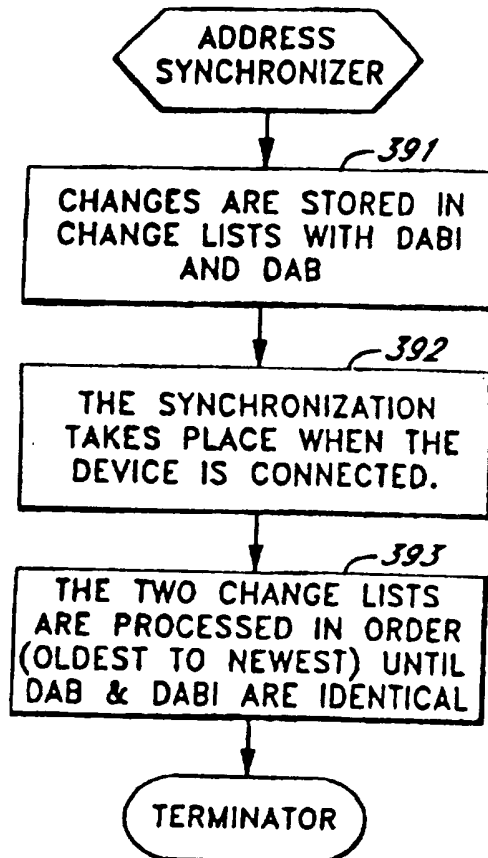 ADDRESS
SYNCHRONIZER
391
CHANGES ARE STORED IN
CHANGE LISTS WITH DABI
AND DAB
392
THE SYNCHRONIZATION
TAKES PLACE WHEN THE
DEVICE IS CONNECTED.
393
THE TWO CHANGE LISTS
ARE PROCESSED IN ORDER
(OLDEST TO NEWEST) UNTIL
DAB & DABI ARE IDENTICAL
TERMINATOR